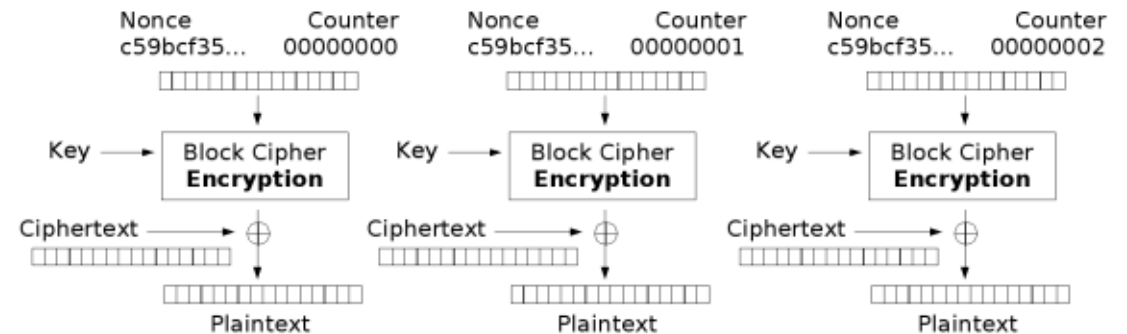 Nonce Counter Nonce Counter Nonce Counter
c59bcf35... 00000000 c59bcf35... 00000001 c59bcf35... 00000002
Key Block Cipher Key Block Cipher Key Block Cipher
Encryption Encryption Encryption
Ciphertext Ciphertext Ciphertext
Plaintext Plaintext Plaintext